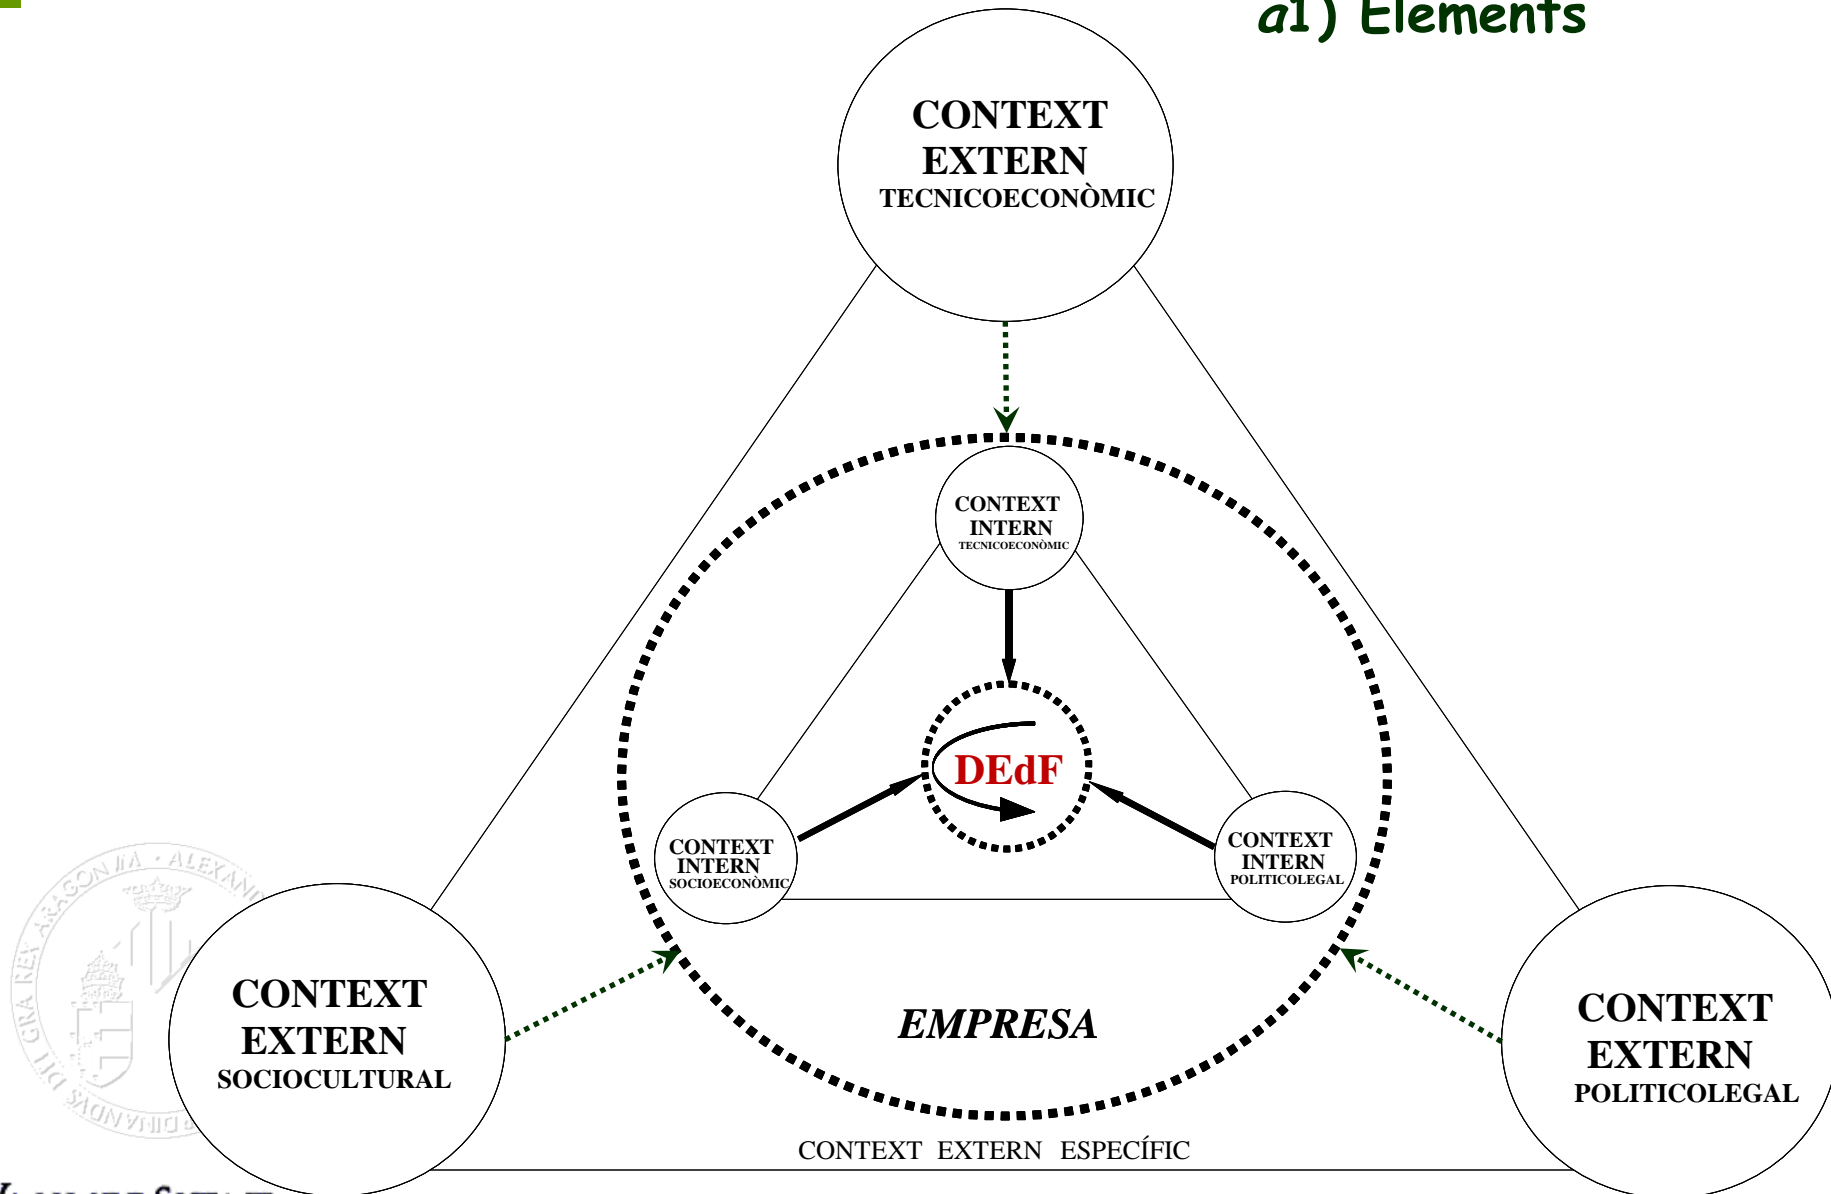 a1) Elements
CONTEXT
EXTERN
TECNICOECONÒMIC
CONTEXT
INTERN
TECNICOECONÒMIC
DEdF
CONTEXT
INTERN
SOCIOECONÒMIC
CONTEXT
INTERN
POLITICOLEGAL
CONTEXT
EXTERN
SOCIOCULTURAL
EMPRESA
CONTEXT
EXTERN
POLITICOLEGAL
CONTEXT EXTERN ESPECÍFIC